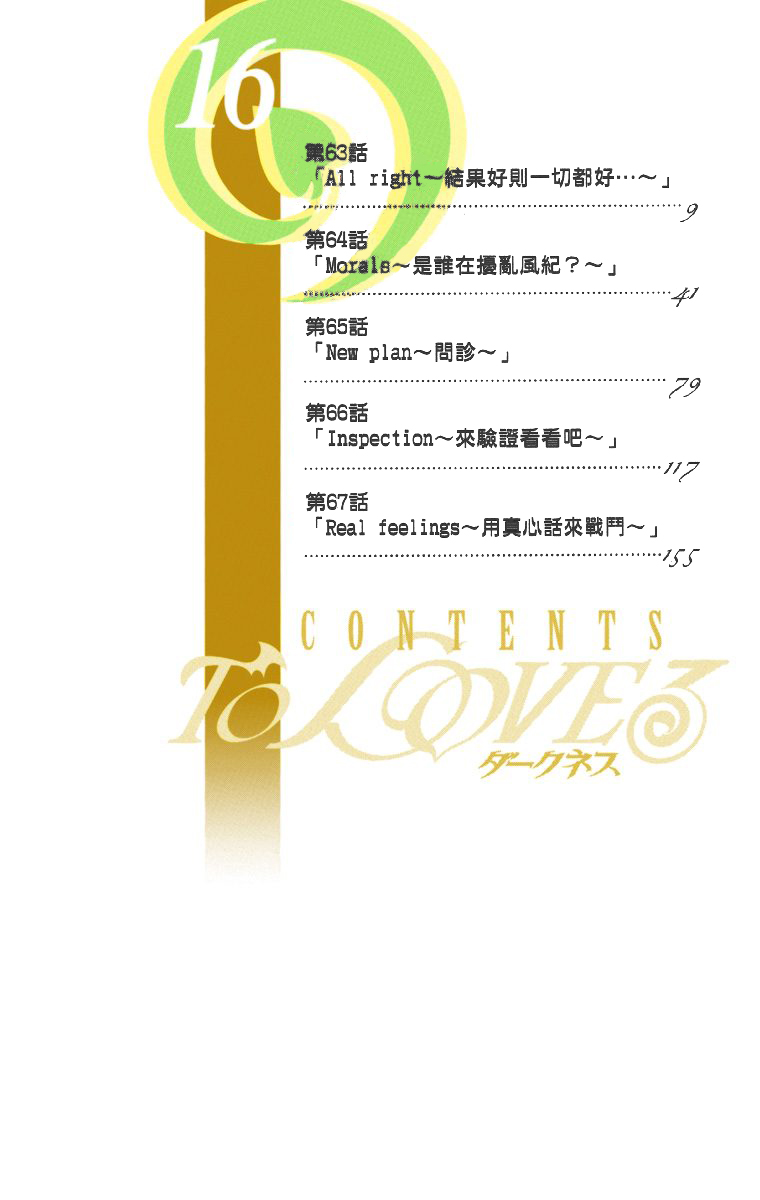 16
第63話
「All right～結果好則一切都好…～」
9
第64話
「Morals～是誰在擾亂風紀？～」
41
第65話
「New plan～問診～」
79
第66話
「Inspection～來驗證看看吧～」
117
第67話
「Real feelings～用真心話來戰鬥～」
155
CONTENTS
To LOVEる
ダークネス